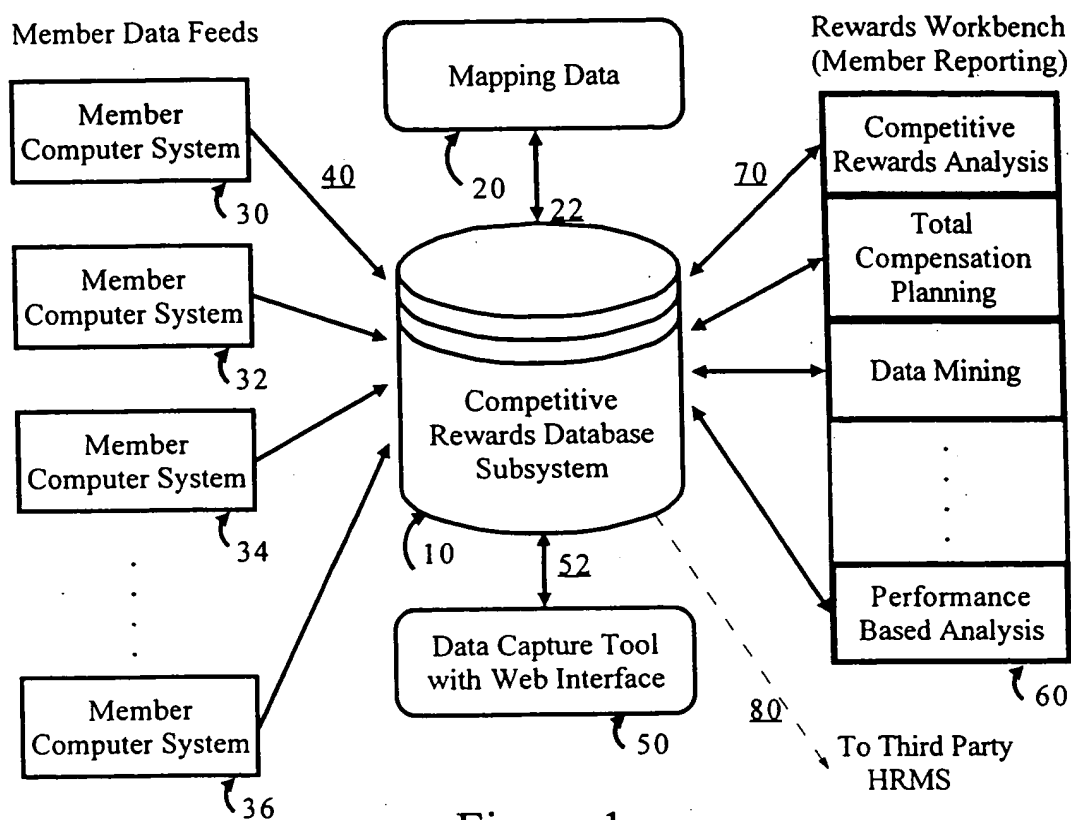 Member Data Feeds
Member
Computer System
30
Member
Computer System
32
Member
Computer System
34
Member
Computer System
36
40
Mapping Data
20
22
Competitive
Rewards Database
Subsystem
10
52
Data Capture Tool
with Web Interface
50
Rewards Workbench
(Member Reporting)
70
Competitive
Rewards Analysis
Total
Compensation
Planning
Data Mining
Performance
Based Analysis
60
80
To Third Party
HRMS